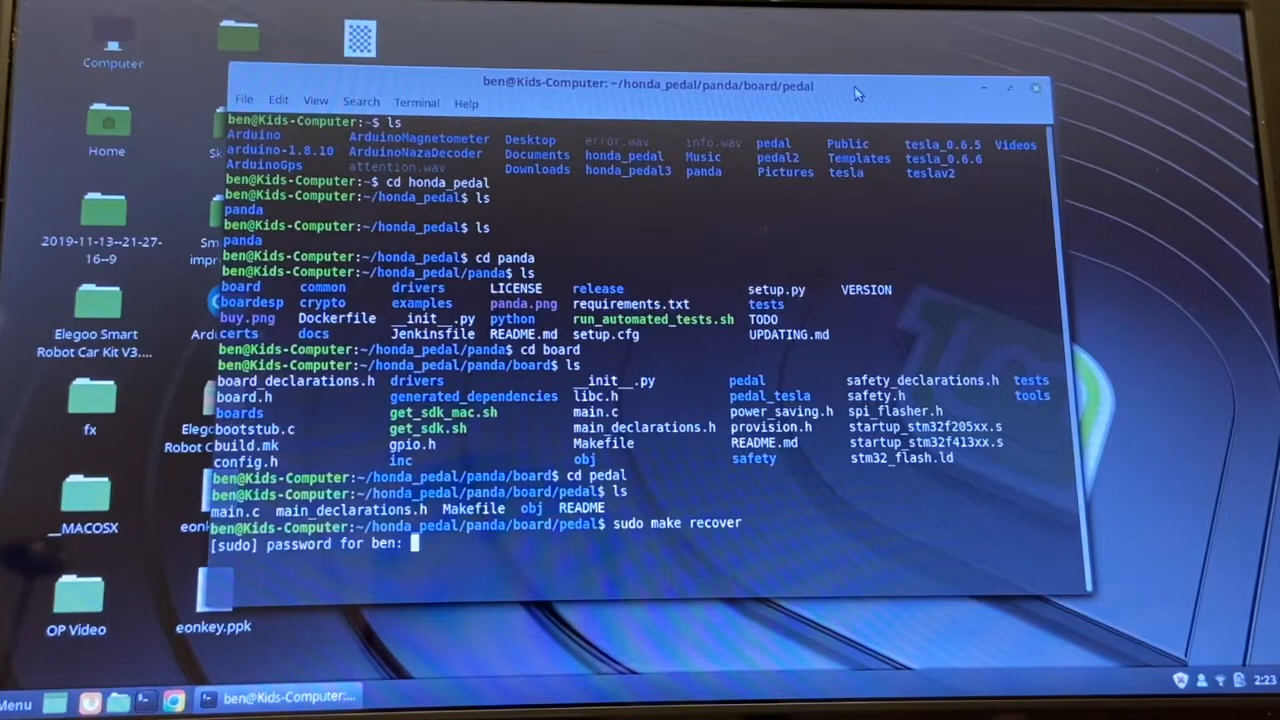 Computer
Home
2019-11-13--21-27-
16--9
Elegoo Smart
Robot Car Kit V3....
fx
__MACOSX
OP Video
eonkey.ppk
Robot C
ben@Kids-Computer: ~/honda_pedal/panda/board/pedal
File Edit View Search Terminal Help
ben@Kids-Computer:~$ ls
Arduino ArduinoMagnetometer Desktop error.wav info.wav pedal Public tesla_0.6.5 Videos
arduino-1.8.10 ArduinoNazaDecoder Documents honda_pedal Music pedal2 Templates tesla_0.6.6
ArduinoGps attention.wav Downloads honda_pedal3 panda Pictures tesla teslav2
ben@Kids-Computer:~$ cd honda_pedal
ben@Kids-Computer:~/honda_pedal$ ls
panda
ben@Kids-Computer:~/honda_pedal$ ls
panda
ben@Kids-Computer:~/honda_pedal$ cd panda
ben@Kids-Computer:~/honda_pedal/panda$ ls
board common drivers LICENSE release setup.py VERSION
boardesp crypto examples panda.png requirements.txt tests
buy.png Dockerfile __init__.py python run_automated_tests.sh TODO
certs docs Jenkinsfile README.md setup.cfg UPDATING.md
ben@Kids-Computer:~/honda_pedal/panda$ cd board
ben@Kids-Computer:~/honda_pedal/panda/board$ ls
board_declarations.h drivers __init__.py pedal safety_declarations.h tests
board.h generated_dependencies libc.h pedal_tesla safety.h tools
boards get_sdk_mac.sh main.c power_saving.h spi_flasher.h
bootstub.c get_sdk.sh main_declarations.h provision.h startup_stm32f205xx.s
build.mk gpio.h Makefile README.md startup_stm32f413xx.s
config.h inc obj safety stm32_flash.ld
ben@Kids-Computer:~/honda_pedal/panda/board$ cd pedal
ben@Kids-Computer:~/honda_pedal/panda/board/pedal$ ls
main.c main_declarations.h Makefile obj README
ben@Kids-Computer:~/honda_pedal/panda/board/pedal$ sudo make recover
[sudo] password for ben:
Menu ben@Kids-Computer:... 2:23